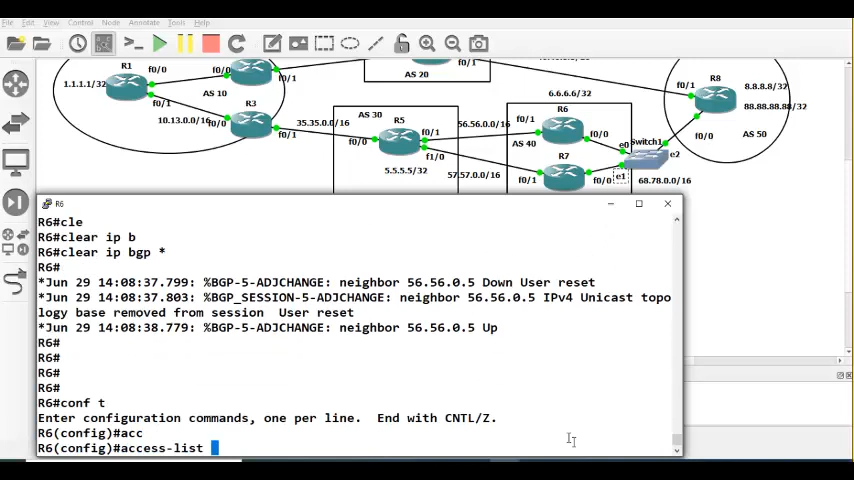 File Edit View Control Node Annotate Tools Help
R1
R8
1.1.1.1/32
f0/0
f0/0
f0/1
f0/1
AS 20
AS 10
f0/1
f0/1
8.8.8.8/32
88.88.88.88/32
10.13.0.0/16
f0/0
R3
f0/1
35.35.0.0/16
AS 30
R5
f0/0
f0/1
f1/0
5.5.5.5/32
56.56.0.0/16
57.57.0.0/16
6.6.6.6/32
R6
f0/1
f0/0
AS 40
R7
f0/1
f0/0
e0
e1
Switch1
e2
f0/0
AS 50
68.78.0.0/16
R6
R6#cle
R6#clear ip b
R6#clear ip bgp *
R6#
*Jun 29 14:08:37.799: %BGP-5-ADJCHANGE: neighbor 56.56.0.5 Down User reset
*Jun 29 14:08:37.803: %BGP_SESSION-5-ADJCHANGE: neighbor 56.56.0.5 IPv4 Unicast topo
logy base removed from session  User reset
*Jun 29 14:08:38.779: %BGP-5-ADJCHANGE: neighbor 56.56.0.5 Up
R6#
R6#
R6#
R6#
R6#conf t
Enter configuration commands, one per line.  End with CNTL/Z.
R6(config)#acc
R6(config)#access-list